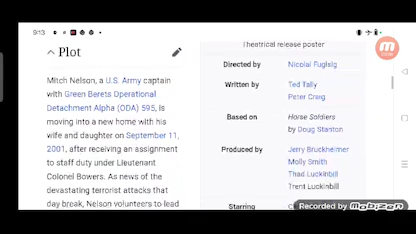 9:13
Plot
Mitch Nelson, a U.S. Army captain
with Green Berets Operational
Detachment Alpha (ODA) 595, is
moving into a new home with his
wife and daughter on September 11,
2001, after receiving an assignment
to staff duty under Lieutenant
Colonel Bowers. As news of the
devastating terrorist attacks that
day break, Nelson volunteers to lead
Theatrical release poster
Directed by Nicolai Fuglsig
Written by Ted Tally
Peter Craig
Based on Horse Soldiers
by Doug Stanton
Produced by Jerry Bruckheimer
Molly Smith
Thad Luckinbill
Trent Luckinbill
Starring
Recorded by Mobizen